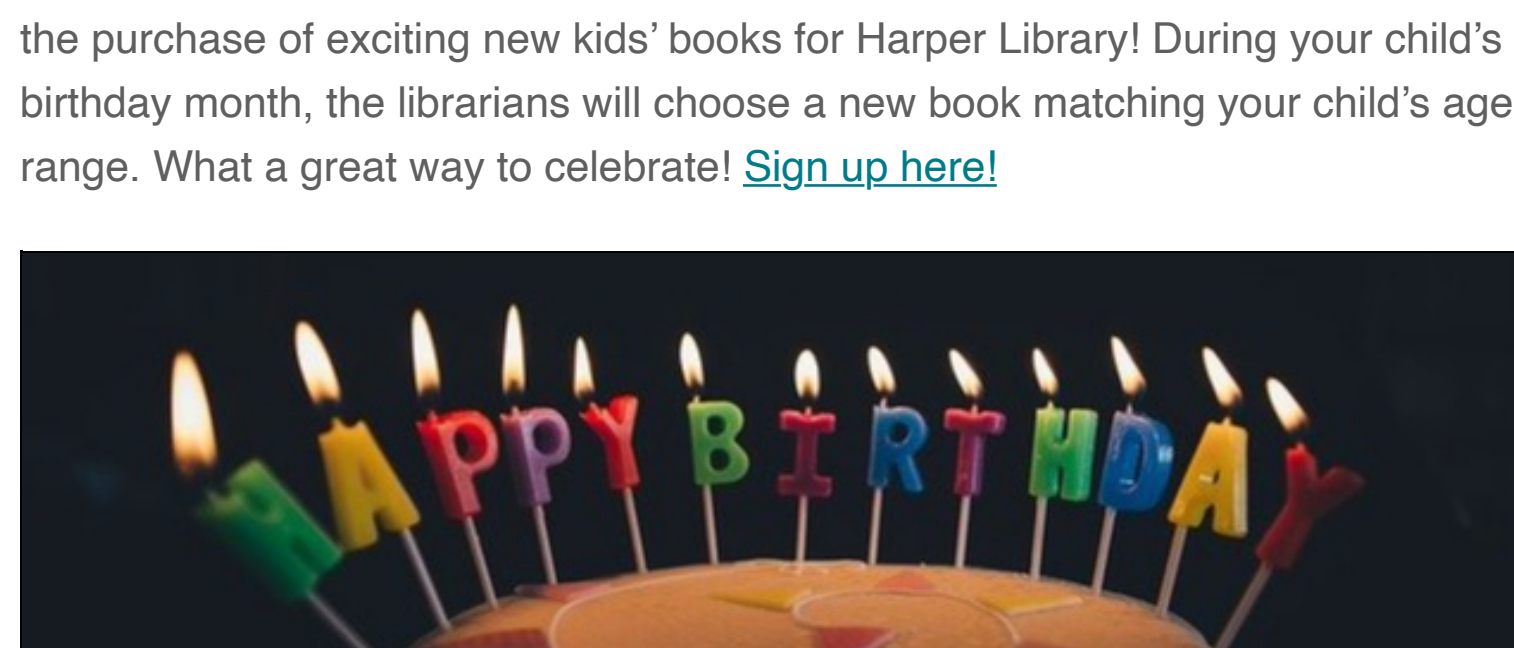 the purchase of exciting new kids’ books for Harper Library! During your child’s
birthday month, the librarians will choose a new book matching your child’s age
range. What a great way to celebrate! Sign up here!
HAPPY BIRTHDAY